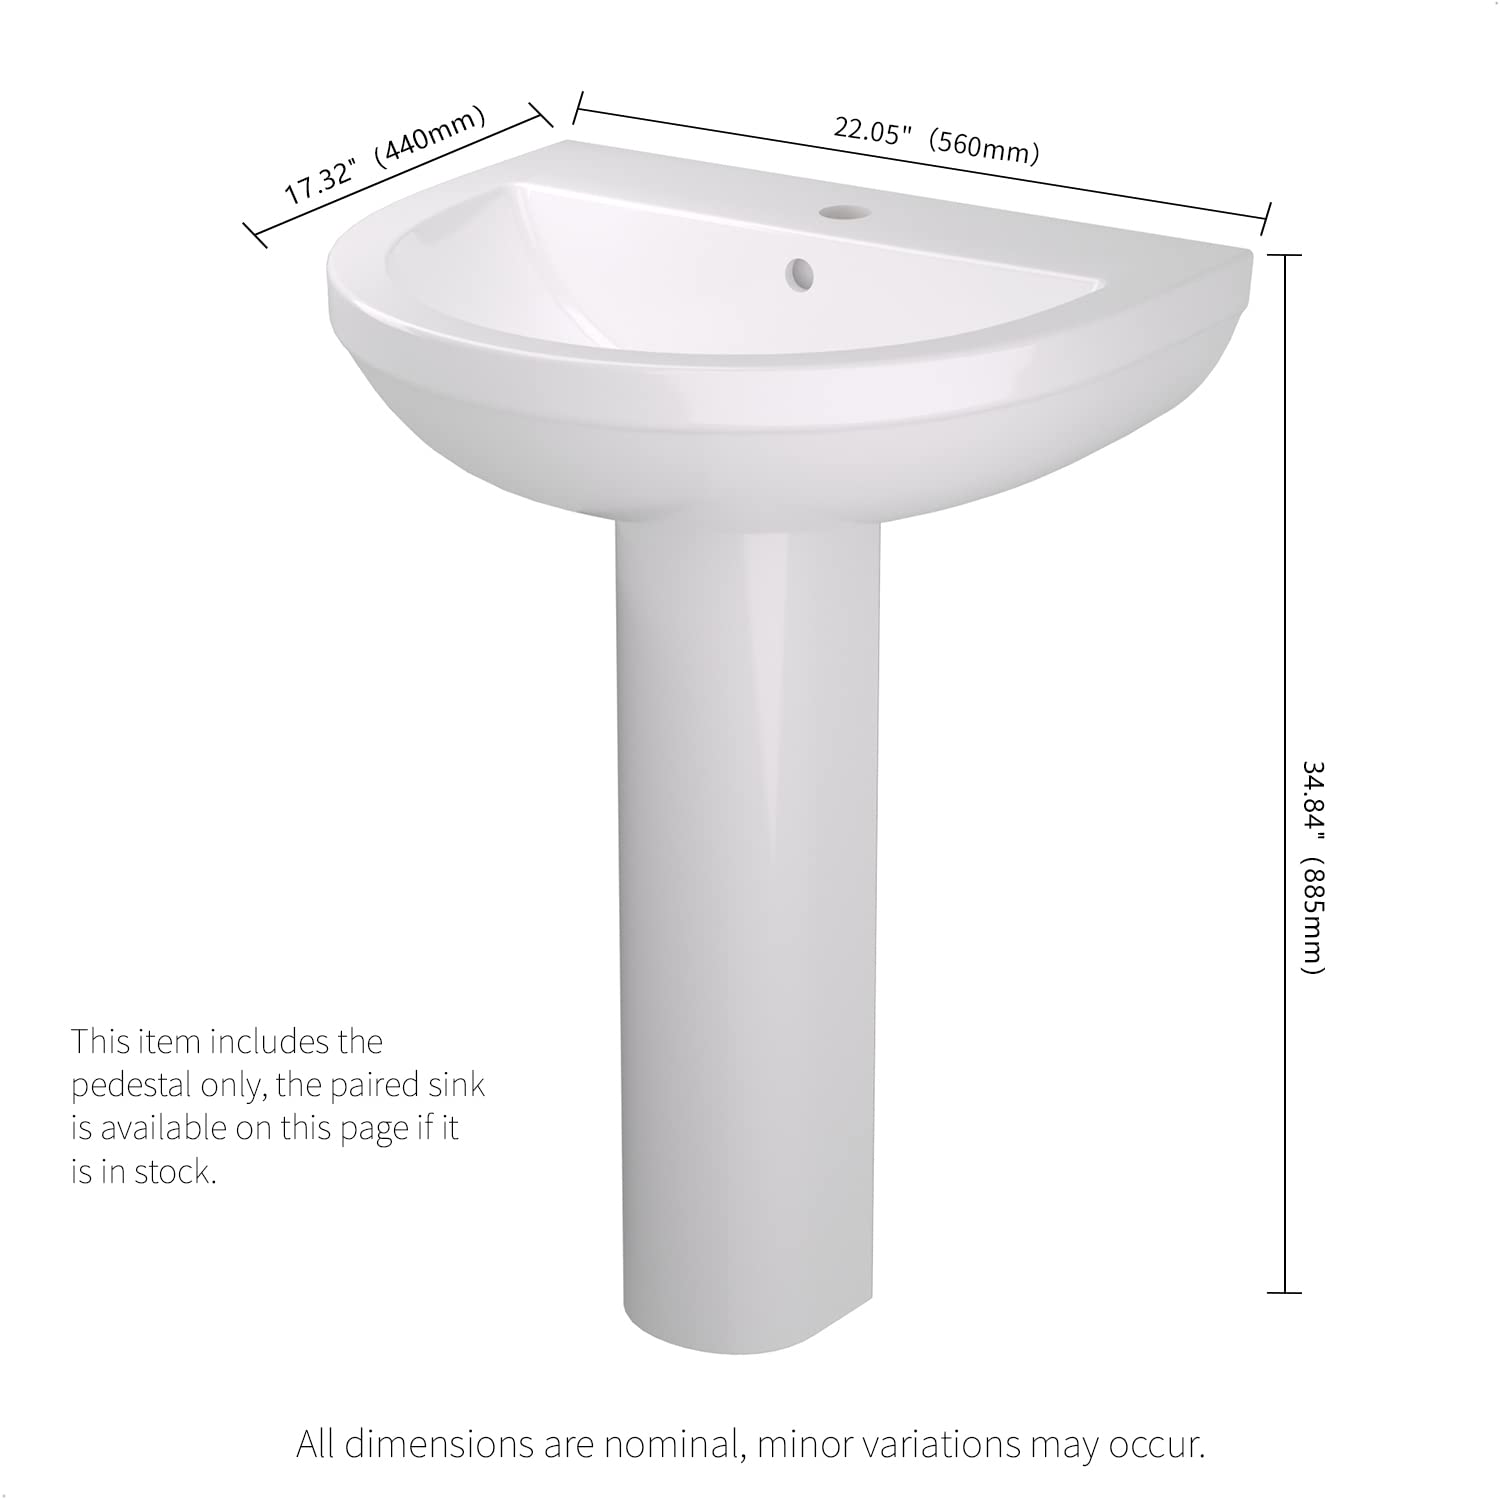 17.32" (440mm)
22.05" (560mm)
34.84" (885mm)
This item includes the
pedestal only, the paired sink
is available on this page if it
is in stock.
All dimensions are nominal, minor variations may occur.